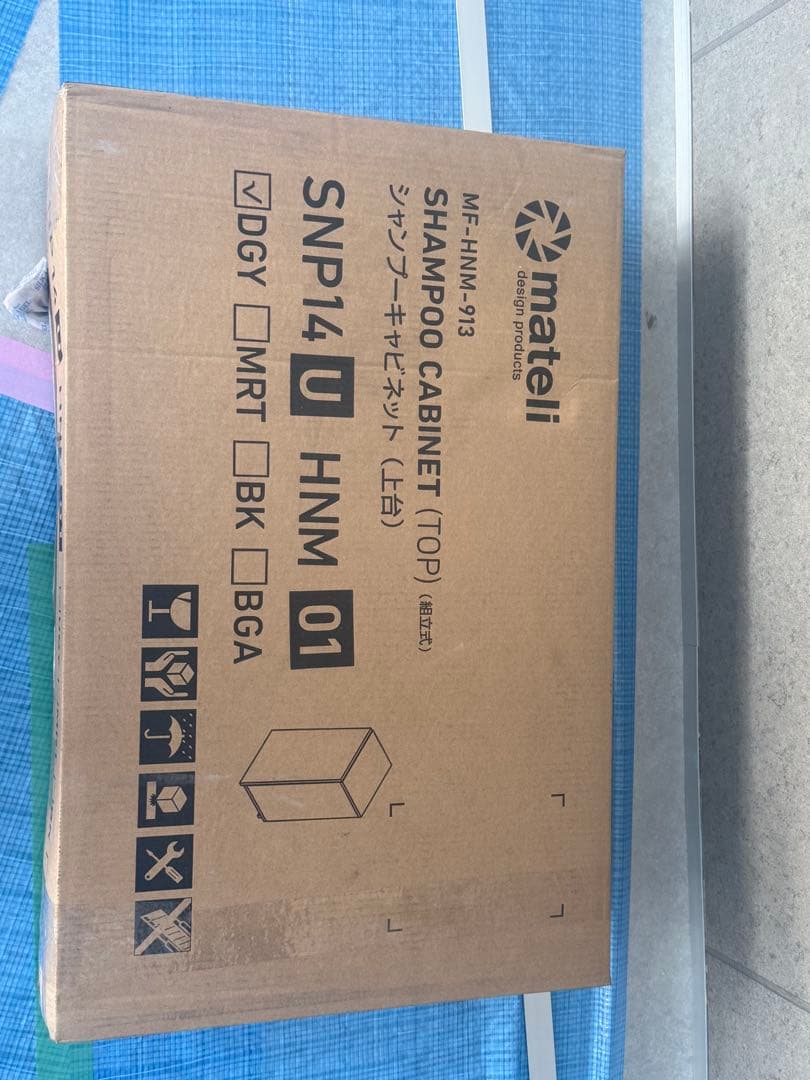 mateli
design products
MF-HNM-913
SHAMPOO CABINET (TOP) (組立式)
シャンプーキャビネット (上台)
SNP14 U HNM 01
☑DGY ☐MRT ☐BK ☐BGA